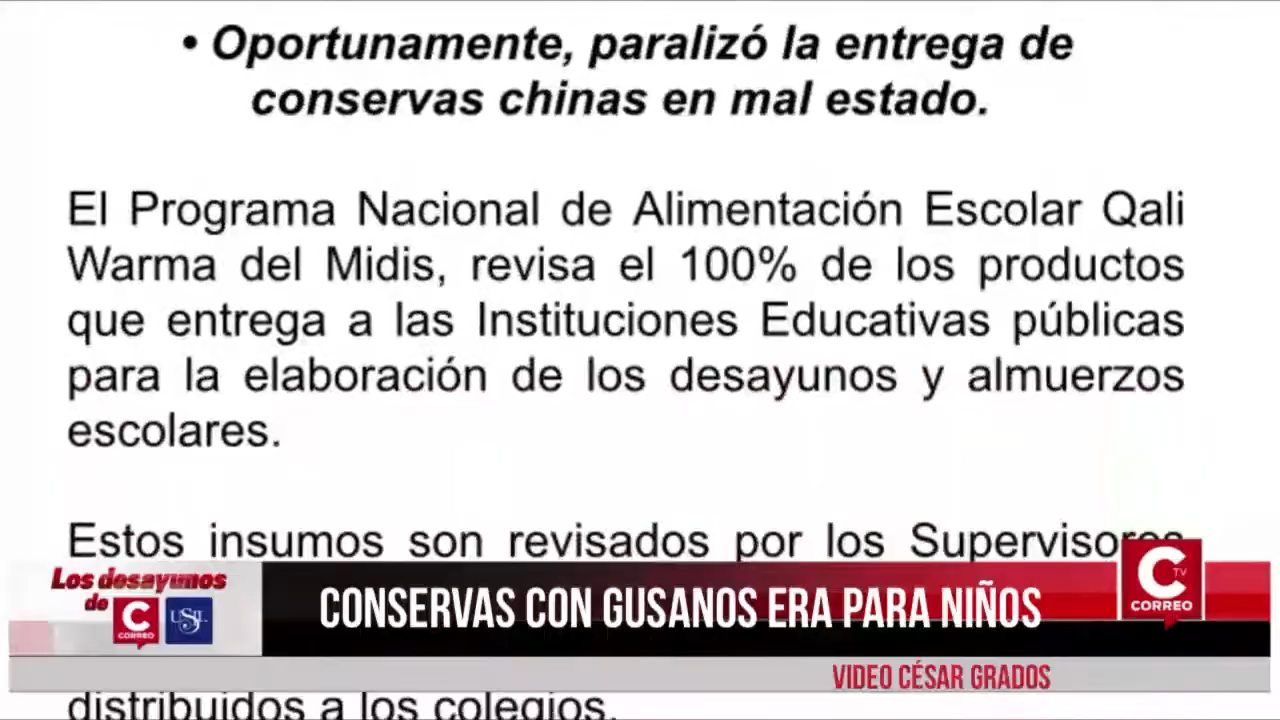 • Oportunamente, paralizó la entrega de
conservas chinas en mal estado.
El Programa Nacional de Alimentación Escolar Qali
Warma del Midis, revisa el 100% de los productos
que entrega a las Instituciones Educativas públicas
para la elaboración de los desayunos y almuerzos
escolares.
Estos insumos son revisados por los Supervisores
Los desayunos
de C CORREO USIL
CONSERVAS CON GUSANOS ERA PARA NIÑOS
C TV
CORREO
VIDEO CÉSAR GRADOS
distribuidos a los colegios.